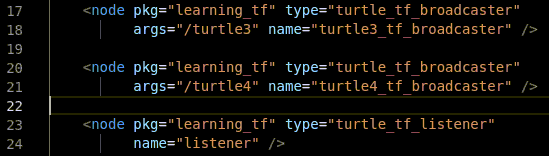 17 <node pkg="learning_tf" type="turtle_tf_broadcaster"
18 args="/turtle3" name="turtle3_tf_broadcaster" />
19
20 <node pkg="learning_tf" type="turtle_tf_broadcaster"
21 args="/turtle4" name="turtle4_tf_broadcaster" />
22
23 <node pkg="learning_tf" type="turtle_tf_listener"
24 name="listener" />